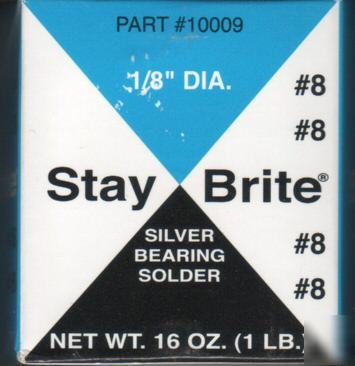 PART #10009
1/8" DIA.
#8
#8
Stay Brite®
SILVER
BEARING
SOLDER
#8
#8
NET WT. 16 OZ. (1 LB.)